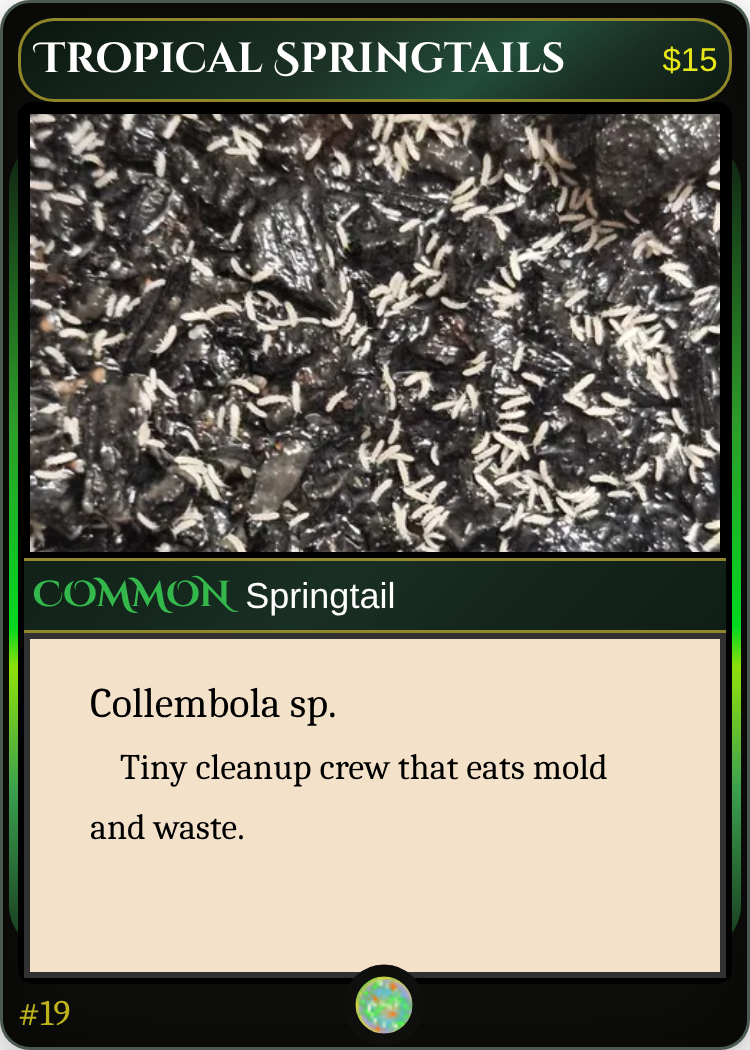 Tropical Springtails $15
Common Springtail
Collembola sp.
Tiny cleanup crew that eats mold
and waste.
#19